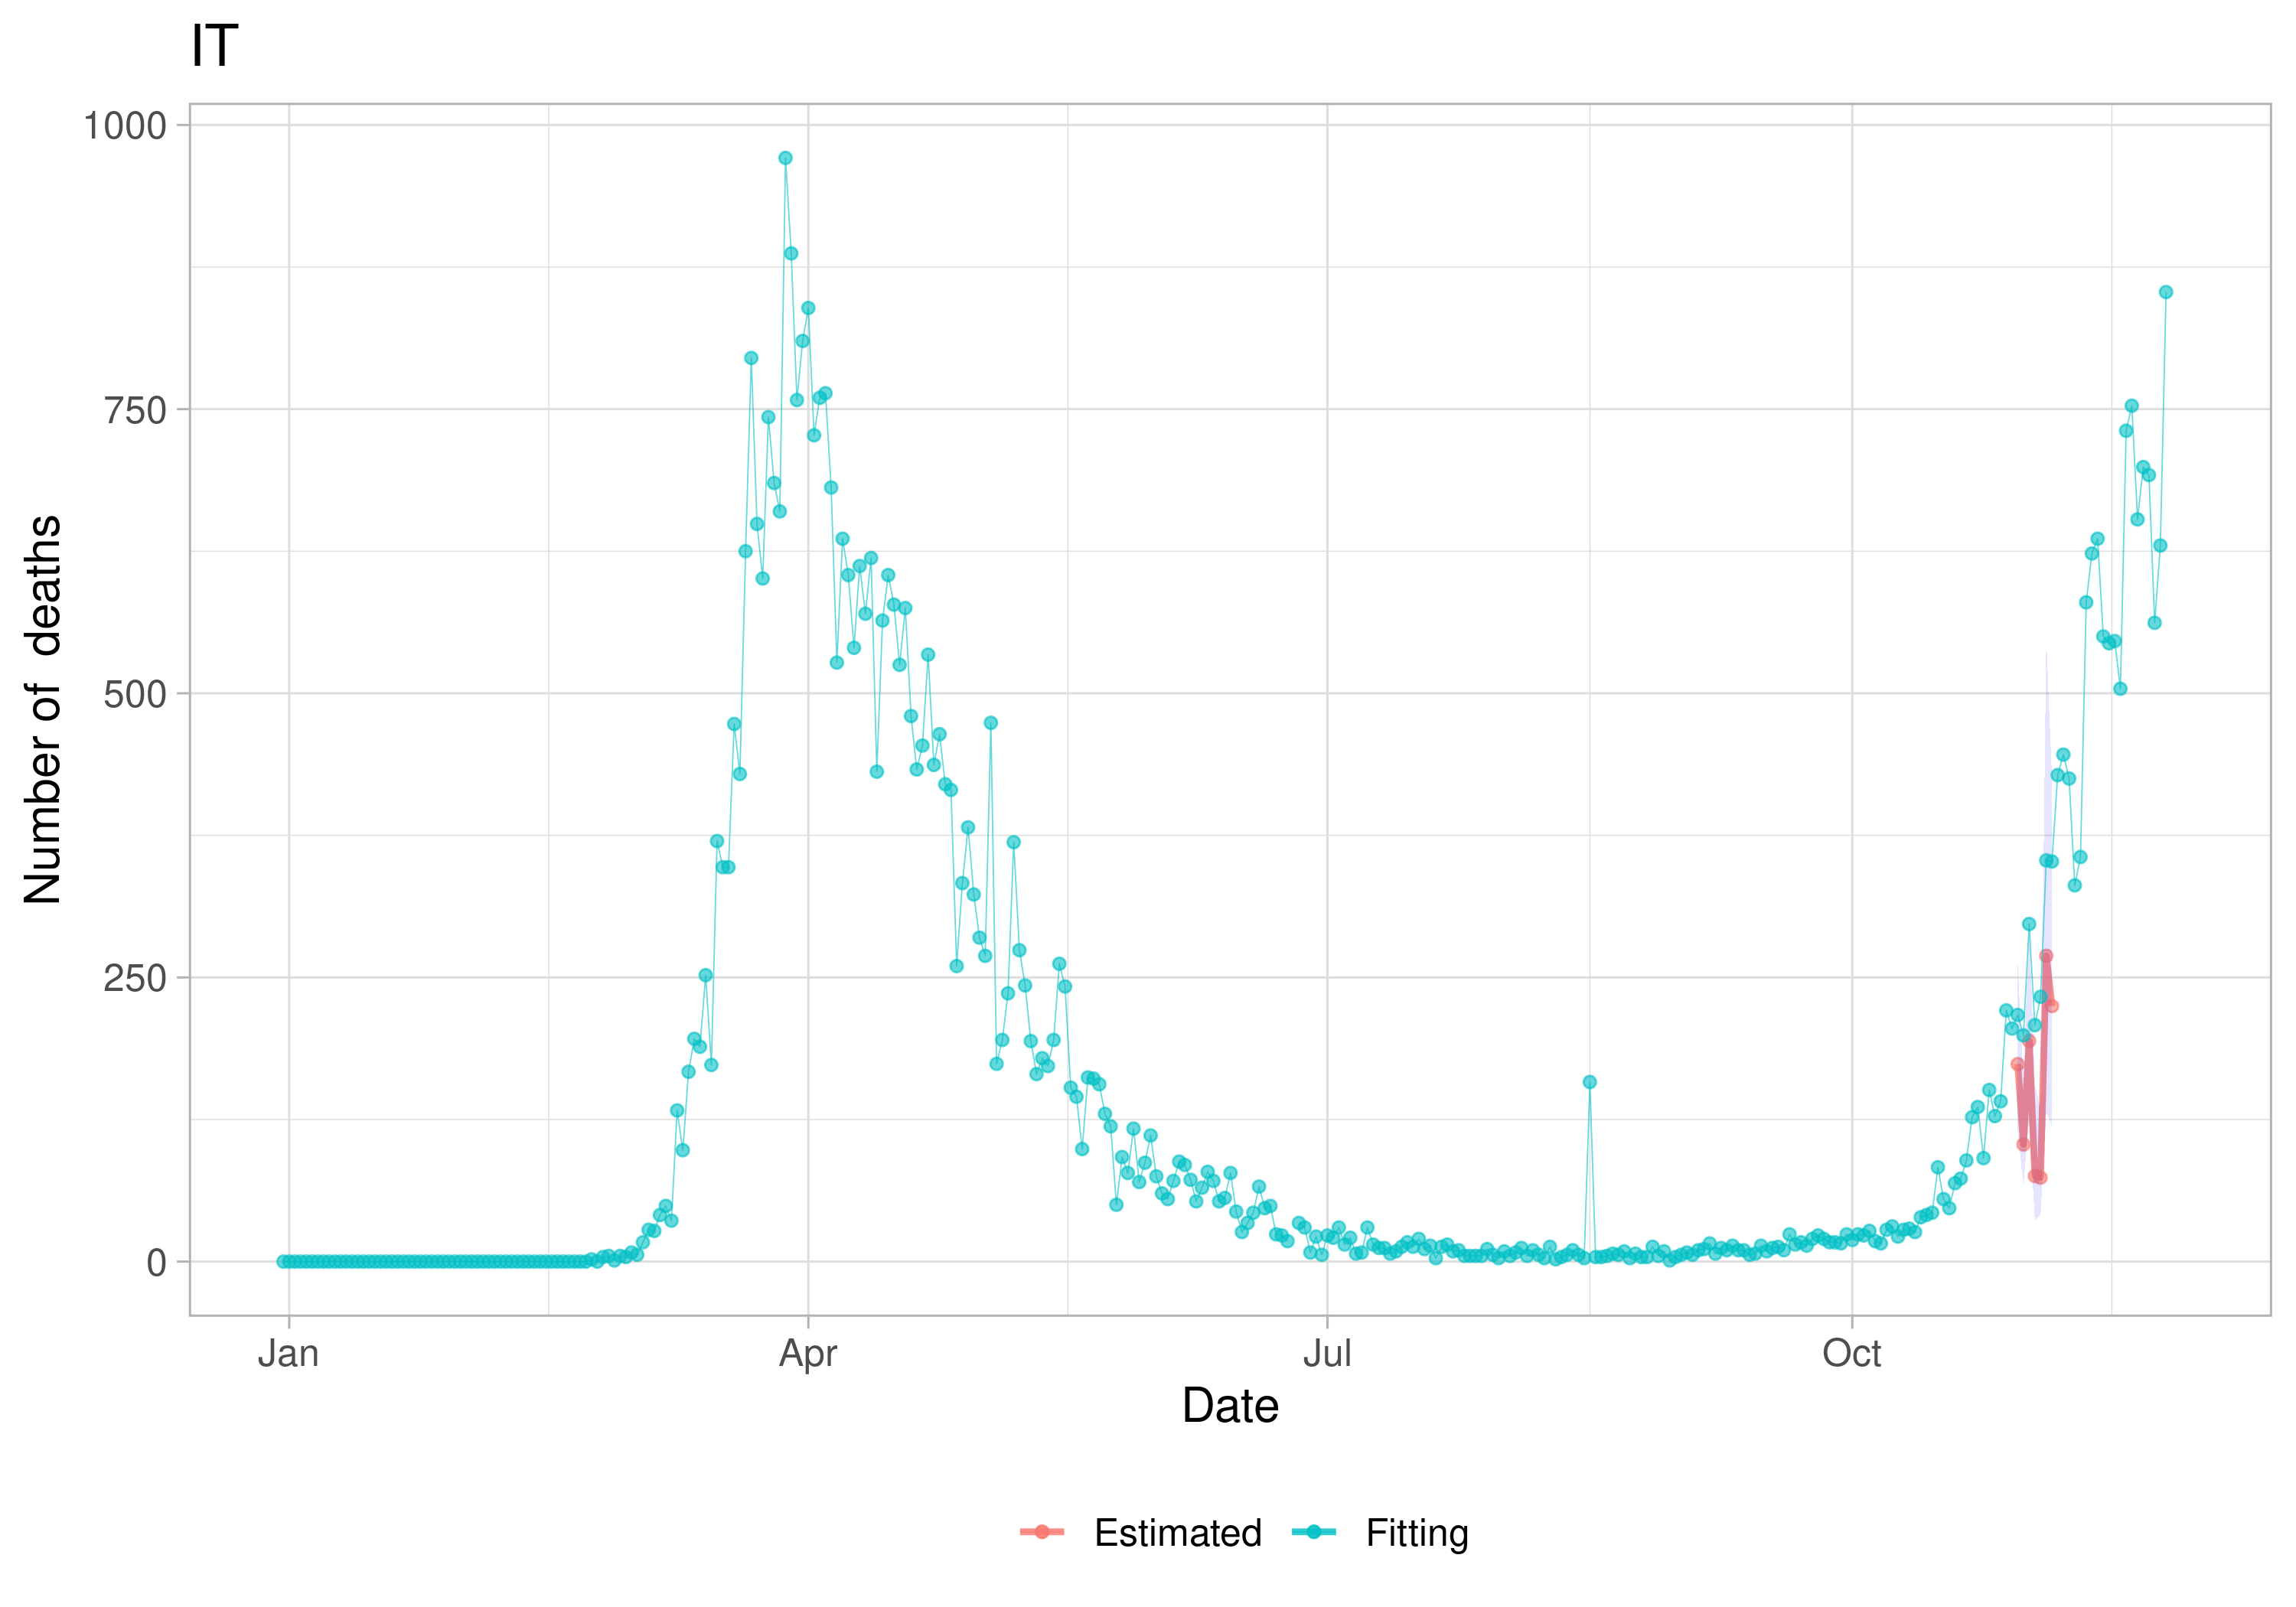 IT
1000
750
500
250
0
Number of deaths
Jan Apr Jul Oct
Date
Estimated Fitting